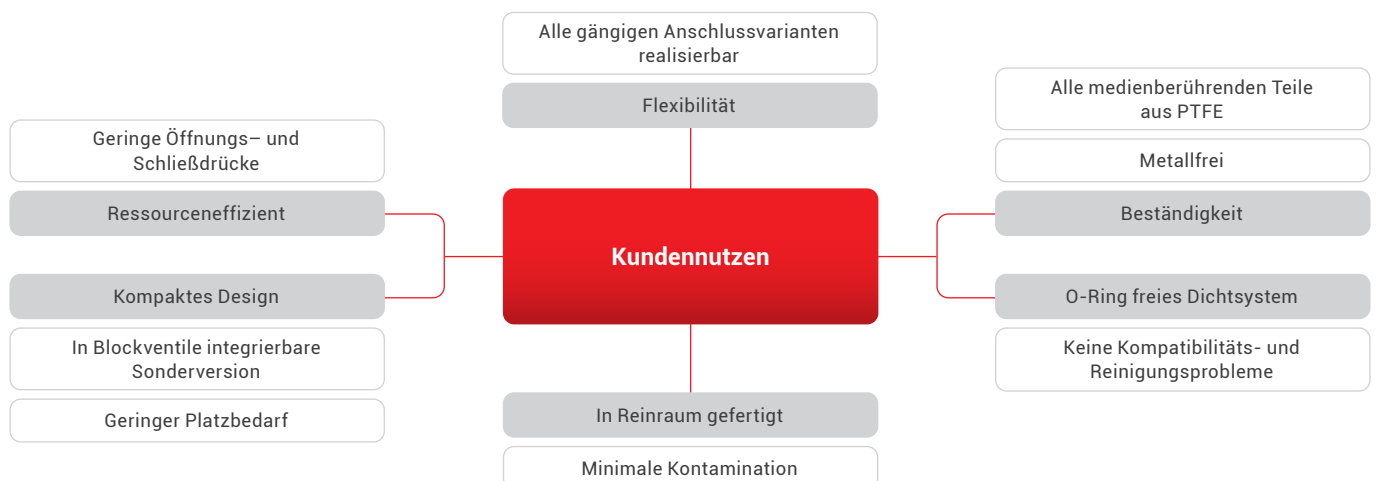 Alle gängigen Anschlussvarianten
realisierbar
Flexibilität
Geringe Öffnungs– und
Schließdrücke
Ressourceneffizient
Kompaktes Design
In Blockventile integrierbare
Sonderversion
Geringer Platzbedarf
Kundennutzen
In Reinraum gefertigt
Minimale Kontamination
Alle medienberührenden Teile
aus PTFE
Metallfrei
Beständigkeit
O-Ring freies Dichtsystem
Keine Kompatibilitäts- und
Reinigungsprobleme